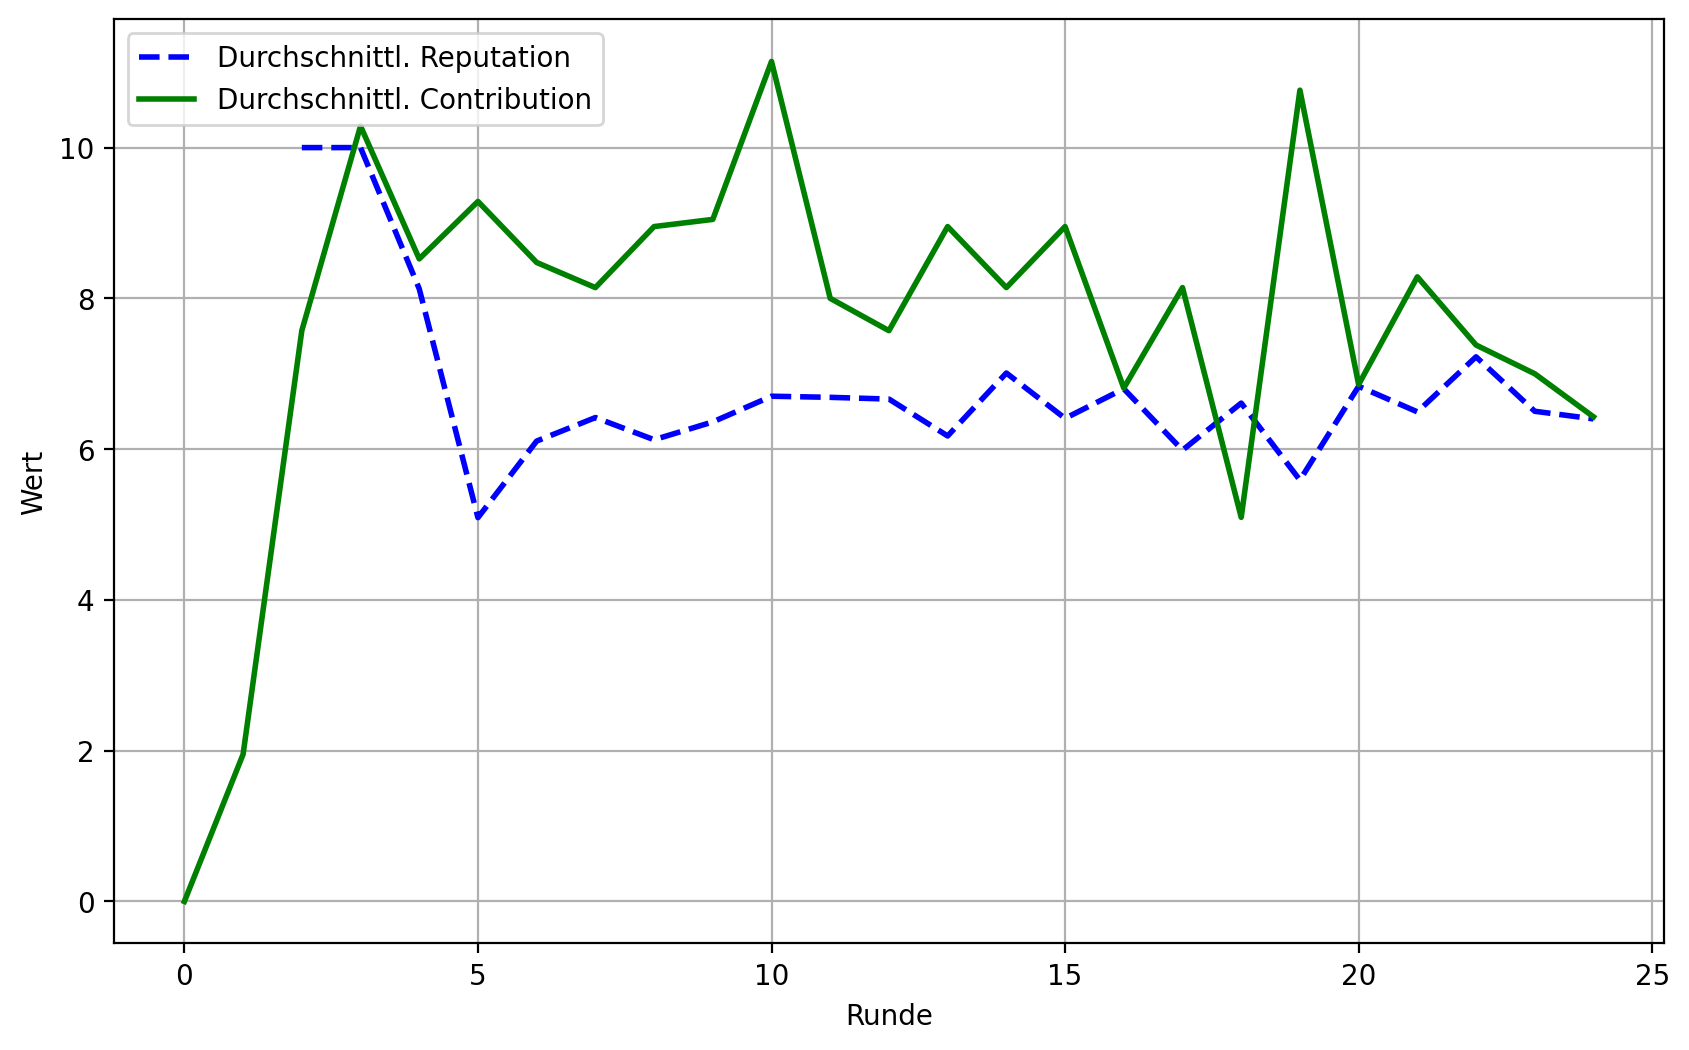 Durchschnittl. Reputation
Durchschnittl. Contribution
10
8
6
4
2
0
Wert
0 5 10 15 20 25
Runde